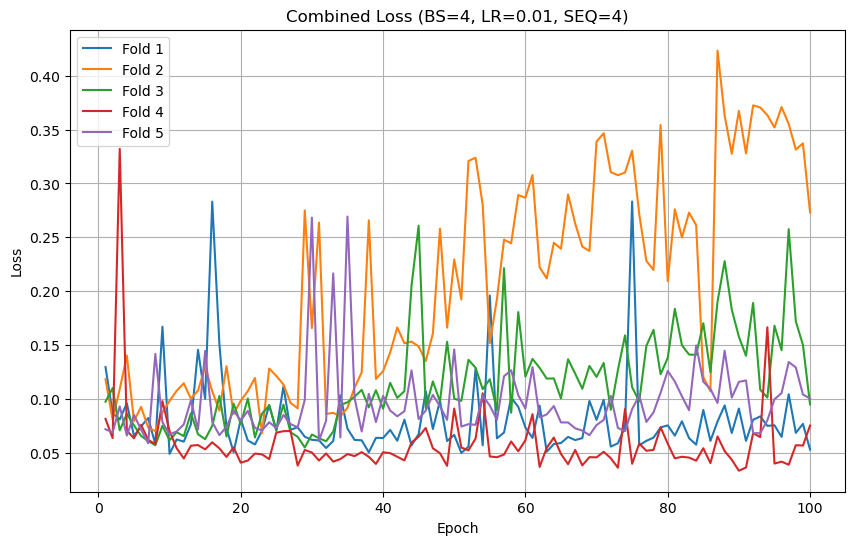 Combined Loss (BS=4, LR=0.01, SEQ=4)
Fold 1
Fold 2
Fold 3
Fold 4
Fold 5
Loss
0.40
0.35
0.30
0.25
0.20
0.15
0.10
0.05
0 20 40 60 80 100
Epoch